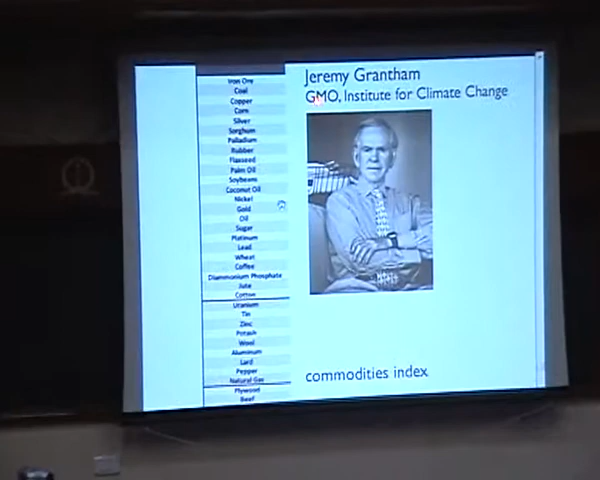 Iron Ore
Coal
Copper
Corn
Silver
Sorghum
Palladium
Rubber
Flaxseed
Palm Oil
Soybeans
Coconut Oil
Nickel
Gold
Oil
Sugar
Platinum
Lead
Wheat
Coffee
Diammonium Phosphate
Jute
Cotton
Uranium
Tin
Zinc
Potash
Wool
Aluminum
Lard
Pepper
Natural Gas
Plywood
Beef
Jeremy Grantham
GMO, Institute for Climate Change
commodities index